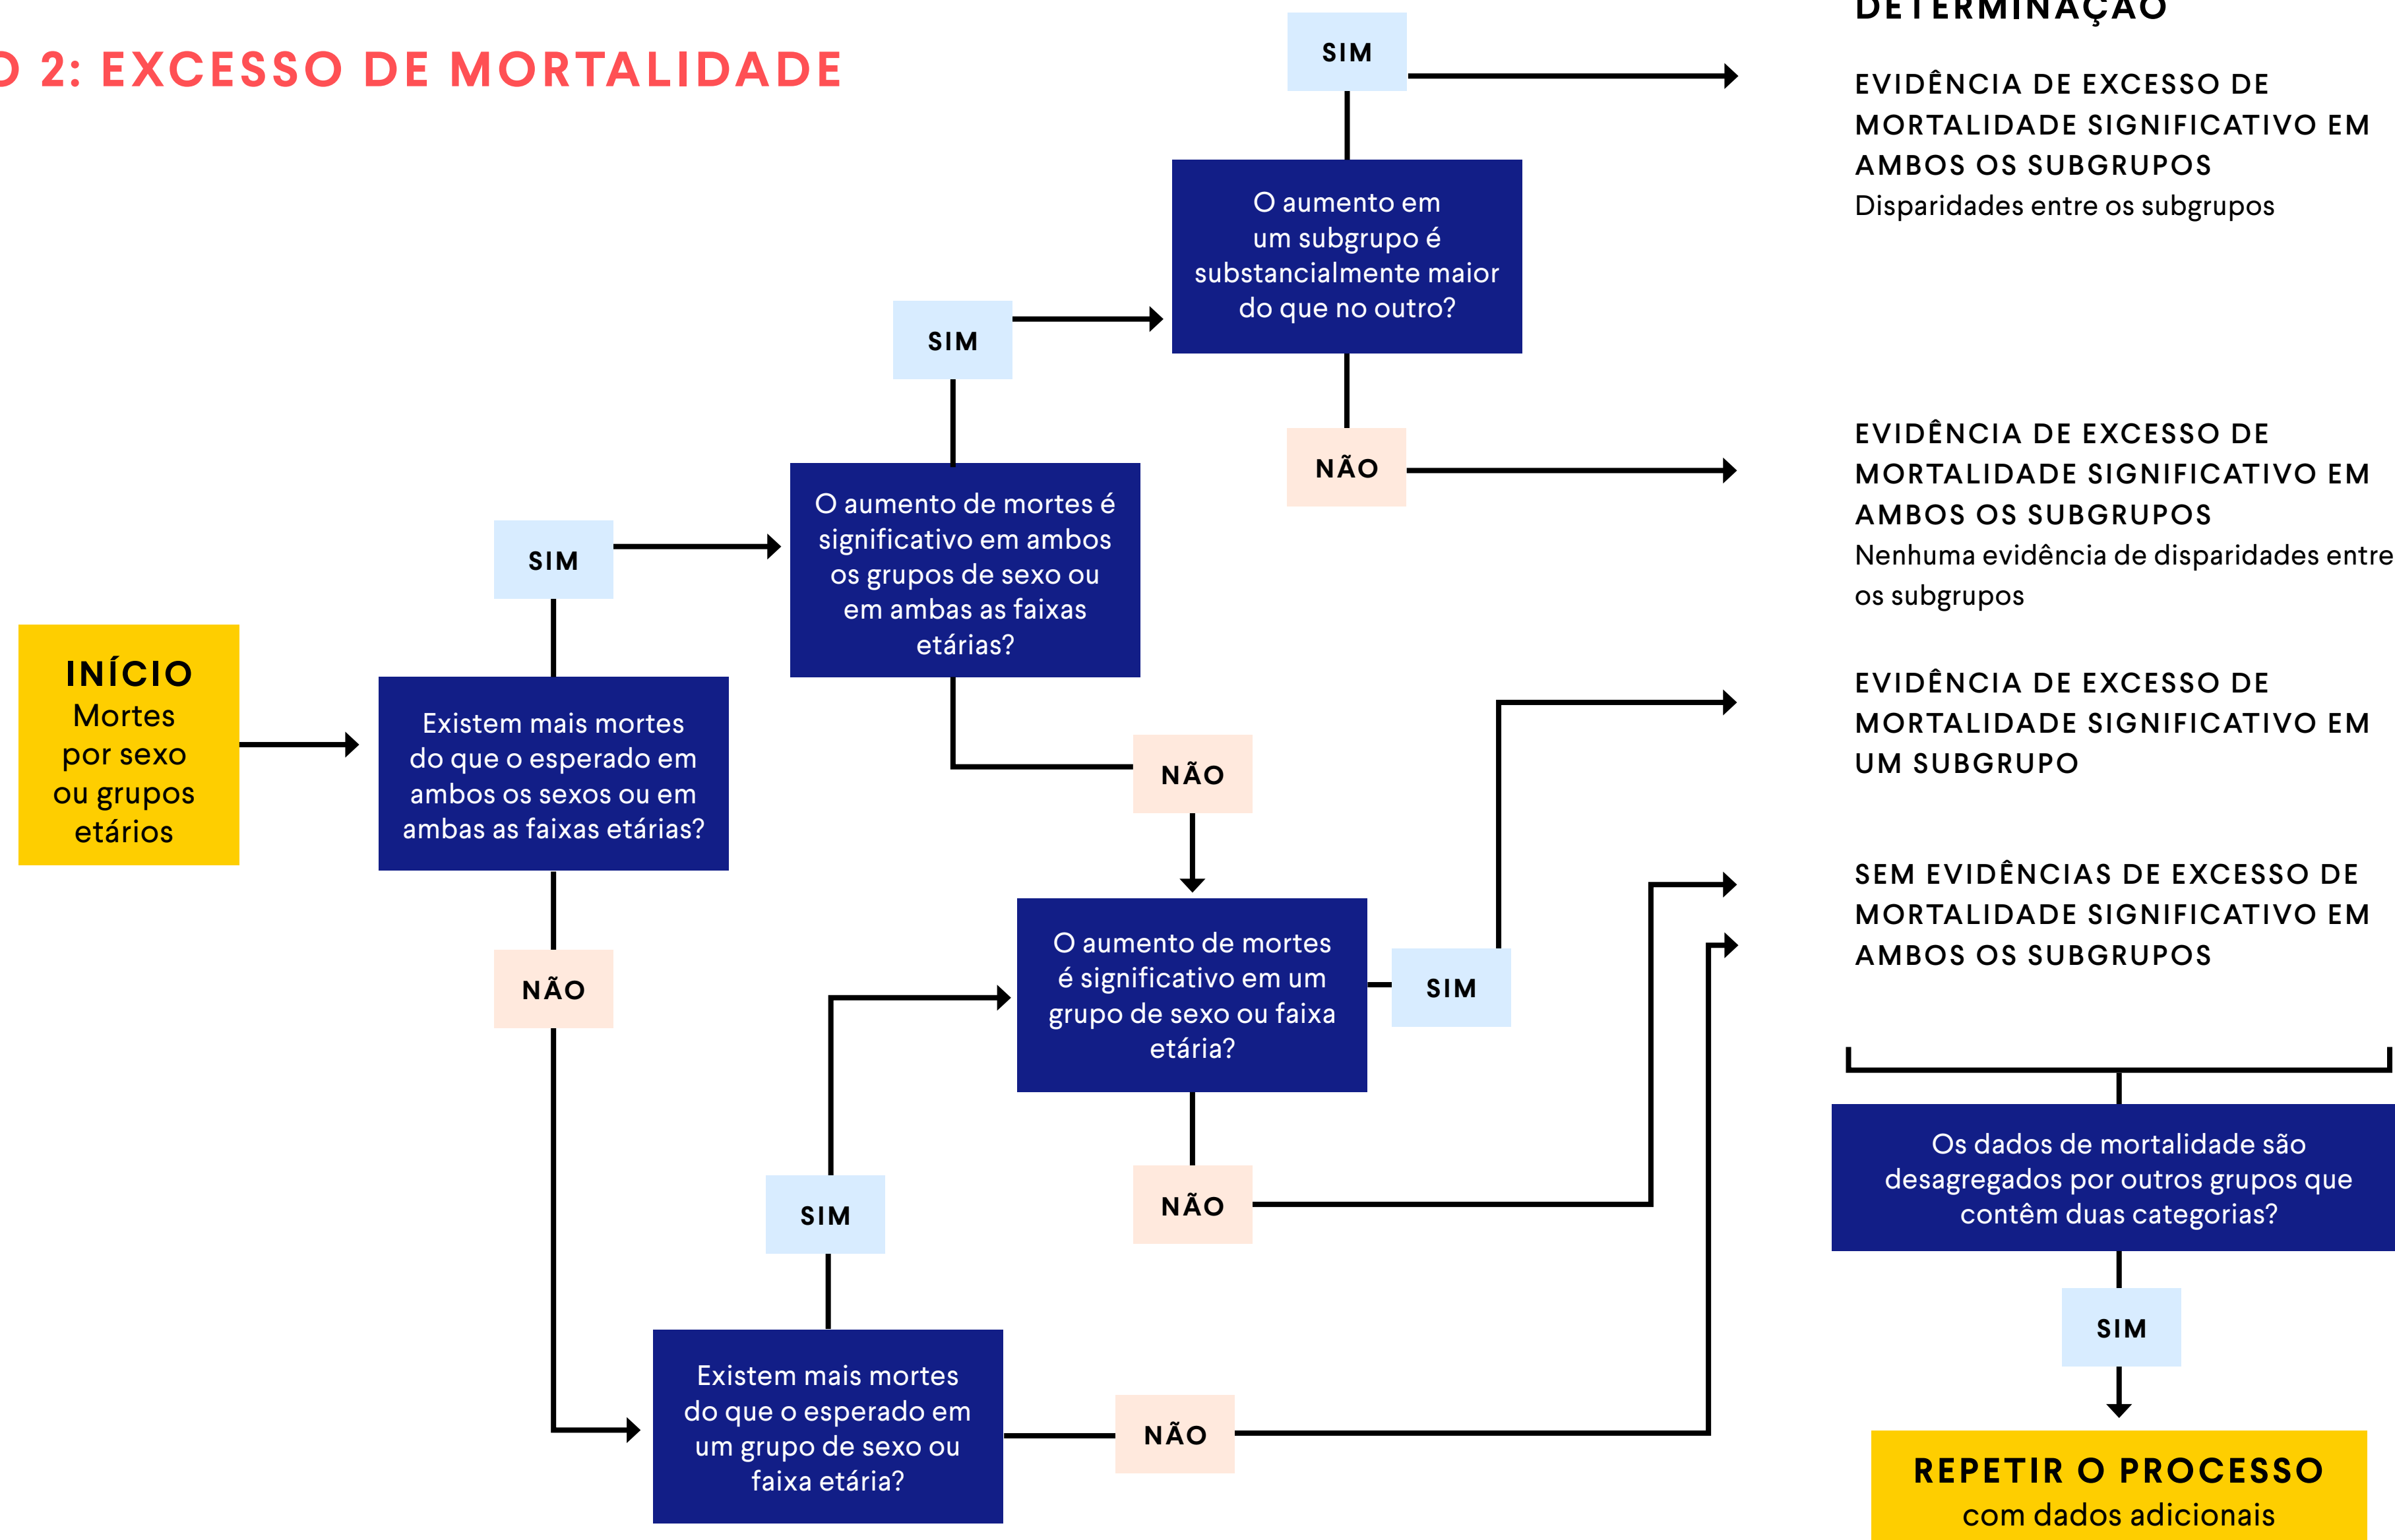 O 2: EXCESSO DE MORTALIDADE
INÍCIO
Mortes
por sexo
ou grupos
etários
Existem mais mortes
do que o esperado em
ambos os sexos ou em
ambas as faixas etárias?
SIM
NÃO
O aumento de mortes é
significativo em ambos
os grupos de sexo ou
em ambas as faixas
etárias?
SIM
NÃO
O aumento em
um subgrupo é
substancialmente maior
do que no outro?
SIM
NÃO
O aumento de mortes
é significativo em um
grupo de sexo ou faixa
etária?
SIM
NÃO
Existem mais mortes
do que o esperado em
um grupo de sexo ou
faixa etária?
SIM
NÃO
DETERMINAÇÃO
EVIDÊNCIA DE EXCESSO DE
MORTALIDADE SIGNIFICATIVO EM
AMBOS OS SUBGRUPOS
Disparidades entre os subgrupos
EVIDÊNCIA DE EXCESSO DE
MORTALIDADE SIGNIFICATIVO EM
AMBOS OS SUBGRUPOS
Nenhuma evidência de disparidades entre
os subgrupos
EVIDÊNCIA DE EXCESSO DE
MORTALIDADE SIGNIFICATIVO EM
UM SUBGRUPO
SEM EVIDÊNCIAS DE EXCESSO DE
MORTALIDADE SIGNIFICATIVO EM
AMBOS OS SUBGRUPOS
Os dados de mortalidade são
desagregados por outros grupos que
contêm duas categorias?
SIM
REPETIR O PROCESSO
com dados adicionais